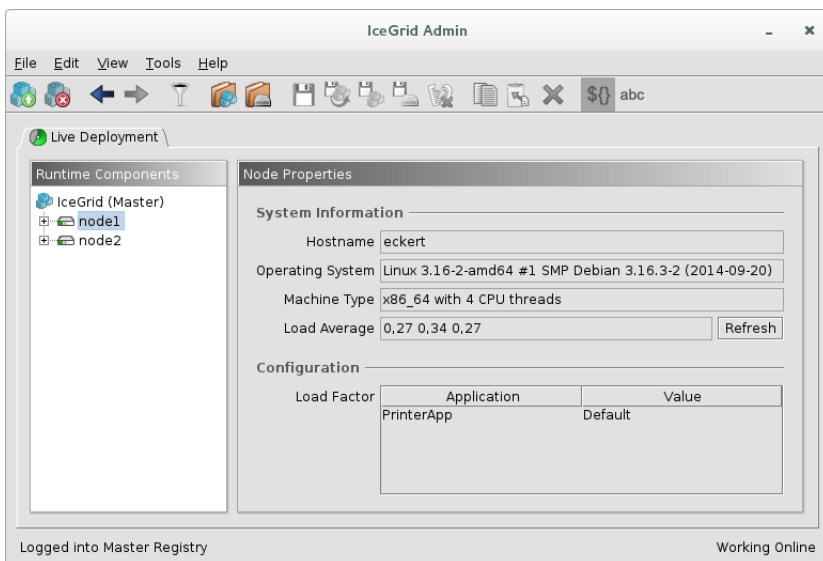 IceGrid Admin
File Edit View Tools Help
${} abc
Live Deployment
Runtime Components
IceGrid (Master)
node1
node2
Node Properties
System Information
Hostname eckert
Operating System Linux 3.16-2-amd64 #1 SMP Debian 3.16.3-2 (2014-09-20)
Machine Type x86_64 with 4 CPU threads
Load Average 0,27 0,34 0,27 Refresh
Configuration
Load Factor Application Value
PrinterApp Default
Logged into Master Registry Working Online